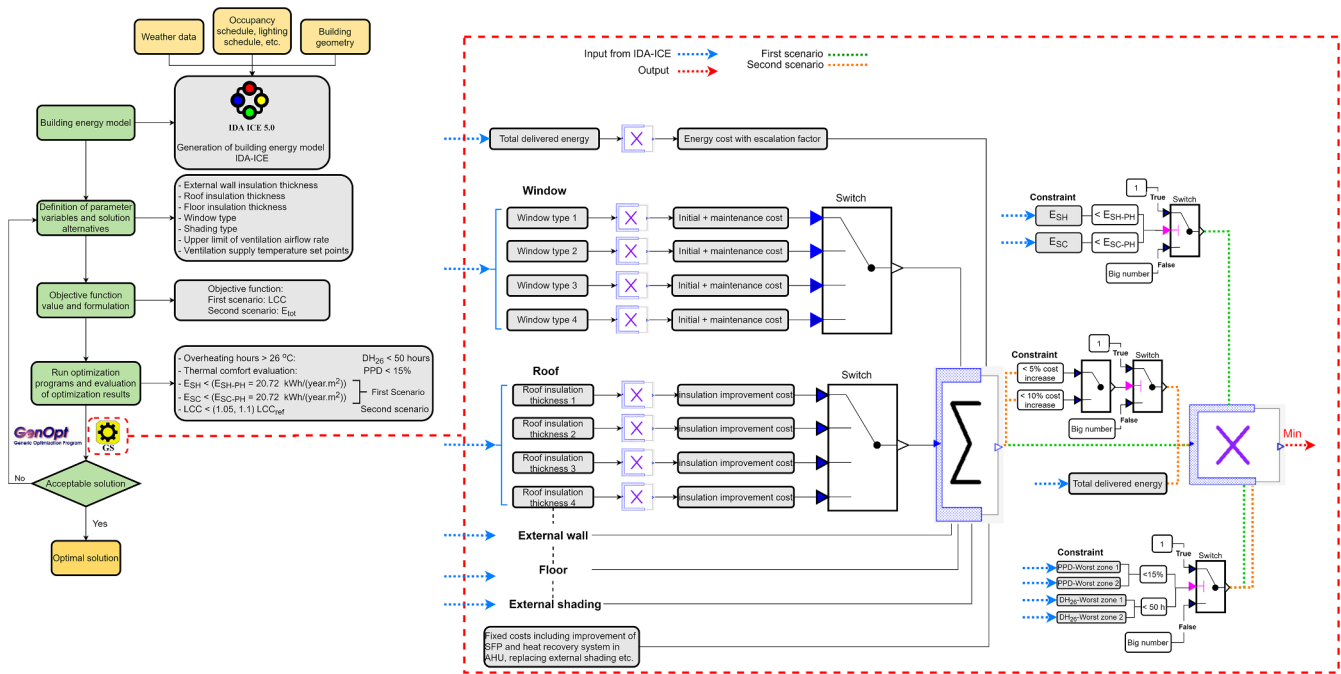 Weather data
Occupancy
schedule, lighting
schedule, etc.
Building
geometry
Building energy model
IDA ICE 5.0
Generation of building energy model
IDA-ICE
Definition of parameter
variables and solution
alternatives
- External wall insulation thickness
- Roof insulation thickness
- Floor insulation thickness
- Window type
- Shading type
- Upper limit of ventilation airflow rate
- Ventilation supply temperature set points
Objective function
value and formulation
Objective function:
First scenario: LCC
Second scenario: Etot
Run optimization
programs and evaluation
of optimization results
- Overheating hours > 26 °C: DH26 < 50 hours
- Thermal comfort evaluation: PPD < 15%
- ESH < (ESH-PH = 20.72 kWh/(year.m²))
- ESC < (ESC-PH = 20.72 kWh/(year.m²))
First Scenario
- LCC < (1.05, 1.1) LCCref Second scenario
GenOpt
Generic Optimization Program
GS
Acceptable solution
No
Yes
Optimal solution
Input from IDA-ICE
Output
First scenario
Second scenario
Total delivered energy
X
Energy cost with escalation factor
Window
Switch
Window type 1
X
Initial + maintenance cost
Window type 2
X
Initial + maintenance cost
Window type 3
X
Initial + maintenance cost
Window type 4
X
Initial + maintenance cost
Roof
Switch
Roof insulation
thickness 1
X
insulation improvement cost
Roof insulation
thickness 2
X
insulation improvement cost
Roof insulation
thickness 3
X
insulation improvement cost
Roof insulation
thickness 4
X
insulation improvement cost
External wall
Floor
External shading
Fixed costs including improvement of
SFP and heat recovery system in
AHU, replacing external shading etc.
Σ
Constraint
1
True
Switch
ESH
< ESH-PH
ESC
< ESC-PH
False
Big number
Constraint
1
True
Switch
< 5% cost
increase
< 10% cost
increase
False
Big number
Total delivered energy
X
Min
Constraint
1
True
Switch
PPD-Worst zone 1
PPD-Worst zone 2
<15%
DH26-Worst zone 1
DH26-Worst zone 2
< 50 h
False
Big number